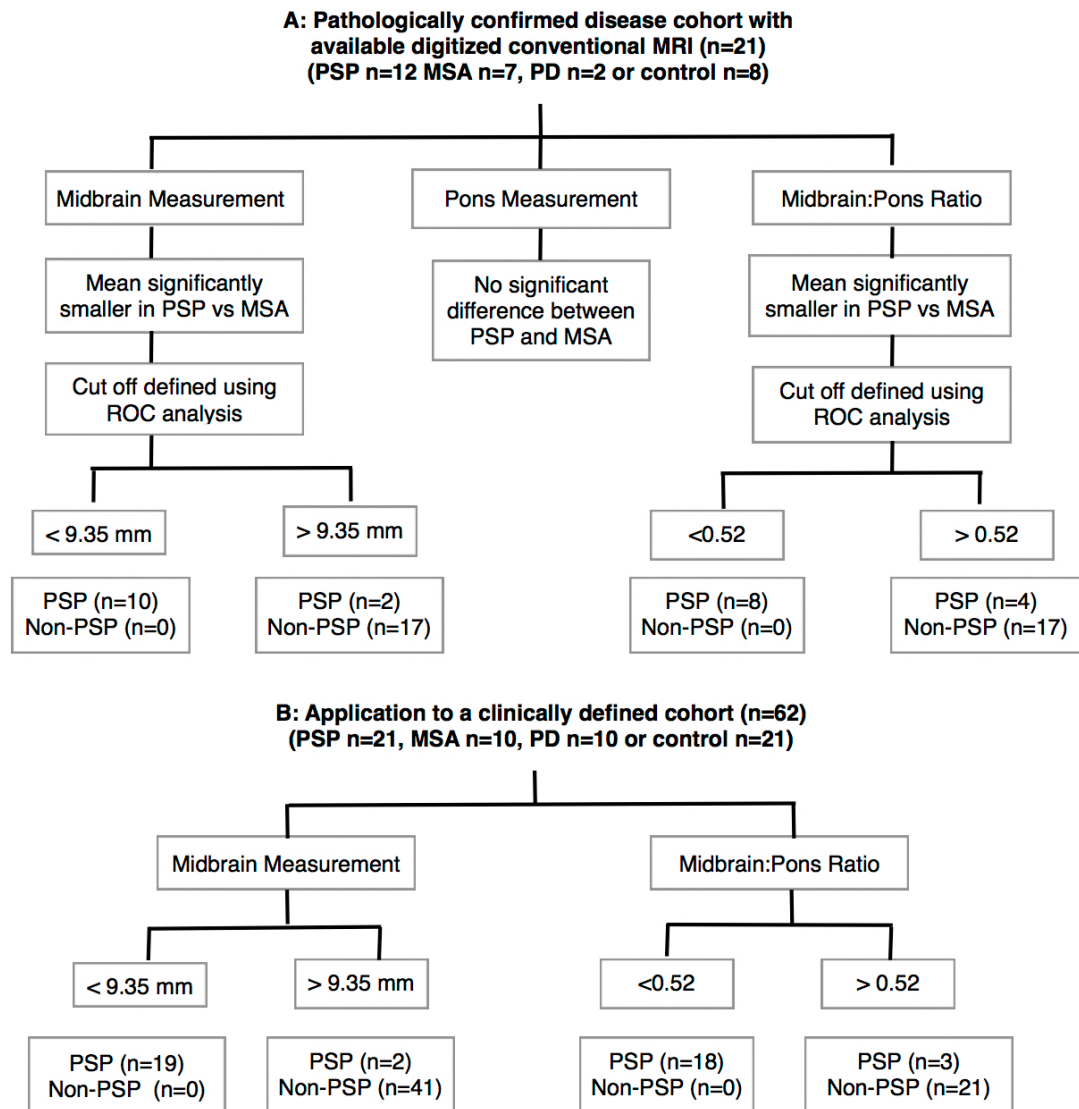 A: Pathologically confirmed disease cohort with
available digitized conventional MRI (n=21)
(PSP n=12 MSA n=7, PD n=2 or control n=8)
Midbrain Measurement
Pons Measurement
Midbrain:Pons Ratio
Mean significantly
smaller in PSP vs MSA
No significant
difference between
PSP and MSA
Mean significantly
smaller in PSP vs MSA
Cut off defined using
ROC analysis
Cut off defined using
ROC analysis
< 9.35 mm
> 9.35 mm
<0.52
> 0.52
PSP (n=10)
Non-PSP (n=0)
PSP (n=2)
Non-PSP (n=17)
PSP (n=8)
Non-PSP (n=0)
PSP (n=4)
Non-PSP (n=17)
B: Application to a clinically defined cohort (n=62)
(PSP n=21, MSA n=10, PD n=10 or control n=21)
Midbrain Measurement
Midbrain:Pons Ratio
< 9.35 mm
> 9.35 mm
<0.52
> 0.52
PSP (n=19)
Non-PSP (n=0)
PSP (n=2)
Non-PSP (n=41)
PSP (n=18)
Non-PSP (n=0)
PSP (n=3)
Non-PSP (n=21)